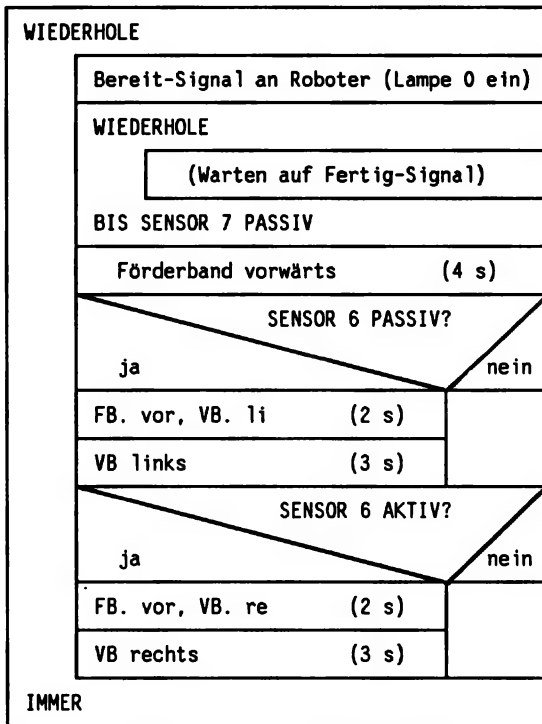 WIEDERHOLE
Bereit-Signal an Roboter (Lampe 0 ein)
WIEDERHOLE
(Warten auf Fertig-Signal)
BIS SENSOR 7 PASSIV
Förderband vorwärts (4 s)
SENSOR 6 PASSIV?
ja nein
FB. vor, VB. li (2 s)
VB links (3 s)
SENSOR 6 AKTIV?
ja nein
FB. vor, VB. re (2 s)
VB rechts (3 s)
IMMER